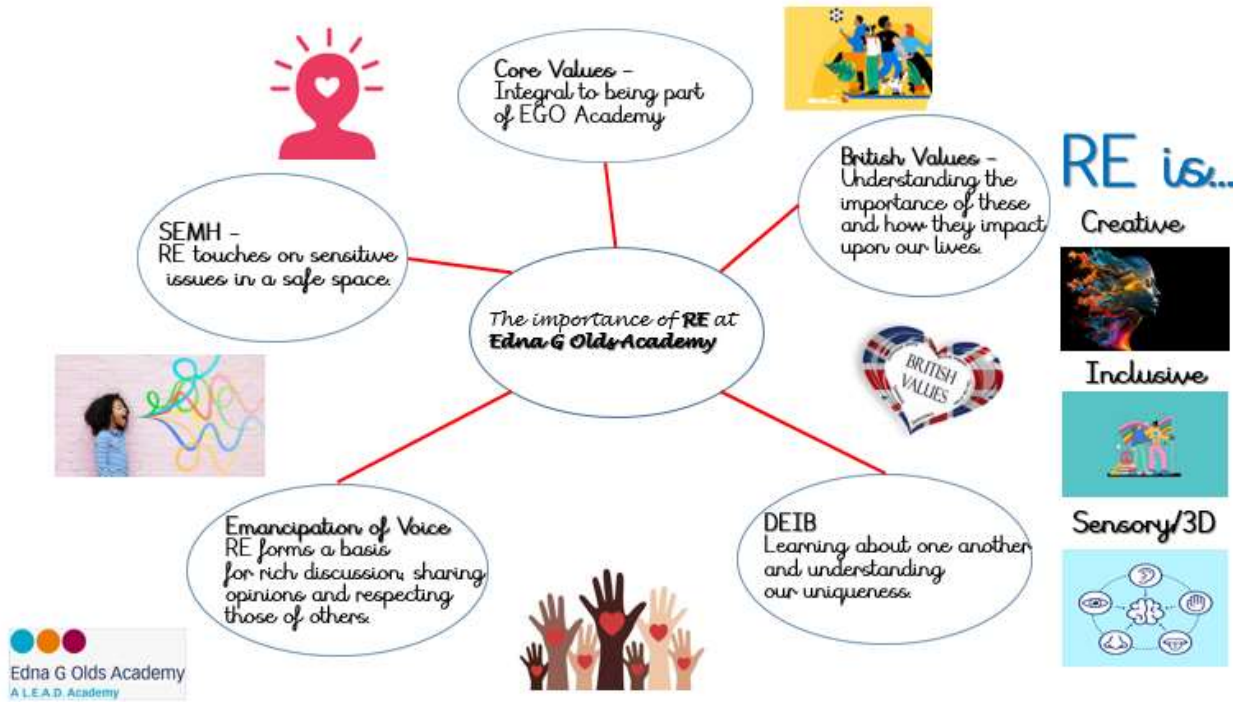 Core Values -
Integral to being part
of EGO Academy
British Values -
Understanding the
importance of these
and how they impact
upon our lives.
RE is...
Creative
SEMH -
RE touches on sensitive
issues in a safe space.
The importance of RE at
Edna G Olds Academy
BRITISH
VALUES
Inclusive
Emancipation of Voice
RE forms a basis
for rich discussion; sharing
opinions and respecting
those of others.
DEIB
Learning about one another
and understanding
our uniqueness.
Sensory/3D
Edna G Olds Academy
A L.E.A.D. Academy